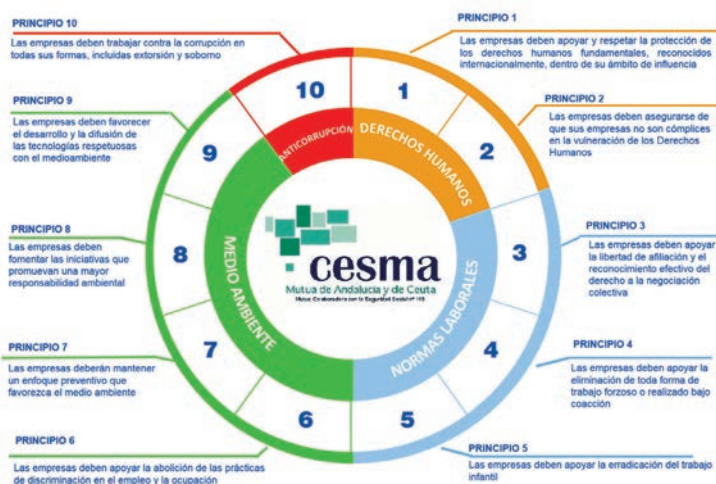 PRINCIPIO 10
Las empresas deben trabajar contra la corrupción en
todas sus formas, incluidas extorsión y soborno
PRINCIPIO 1
Las empresas deben apoyar y respetar la protección de
los derechos humanos fundamentales, reconocidos
internacionalmente, dentro de su ámbito de influencia
PRINCIPIO 2
Las empresas deben asegurarse de
que sus empresas no son cómplices
en la vulneración de los Derechos
Humanos
PRINCIPIO 3
Las empresas deben apoyar
la libertad de afiliación y el
reconocimiento efectivo del
derecho a la negociación
colectiva
PRINCIPIO 4
Las empresas deben apoyar la
eliminación de toda forma de
trabajo forzoso o realizado bajo
coacción
PRINCIPIO 5
Las empresas deben apoyar la erradicación del trabajo
infantil
PRINCIPIO 6
Las empresas deben apoyar la abolición de las prácticas
de discriminación en el empleo y la ocupación
PRINCIPIO 7
Las empresas deberán mantener
un enfoque preventivo que
favorezca el medio ambiente
PRINCIPIO 8
Las empresas deben
fomentar las iniciativas que
promuevan una mayor
responsabilidad ambiental
PRINCIPIO 9
Las empresas deben favorecer
el desarrollo y la difusión de
las tecnologías respetuosas
con el medioambiente
10
1
2
3
4
5
6
7
8
9
ANTICORRUPCIÓN
DERECHOS HUMANOS
NORMAS LABORALES
MEDIO AMBIENTE
cesma
Mutua de Andalucía y de Ceuta
Mutua Colaboradora con la Seguridad Social nº 115